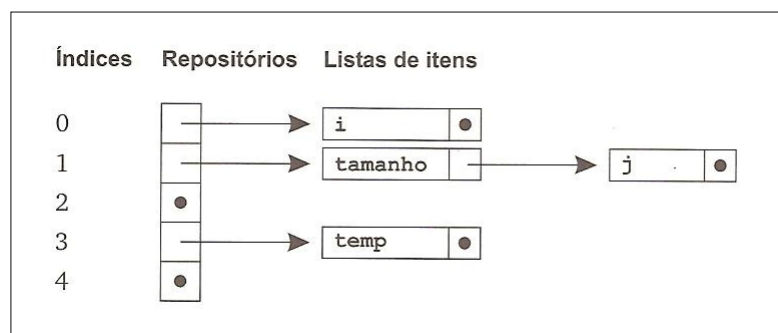 Índices Repositórios Listas de itens
0 i
1 tamanho j
2
3 temp
4